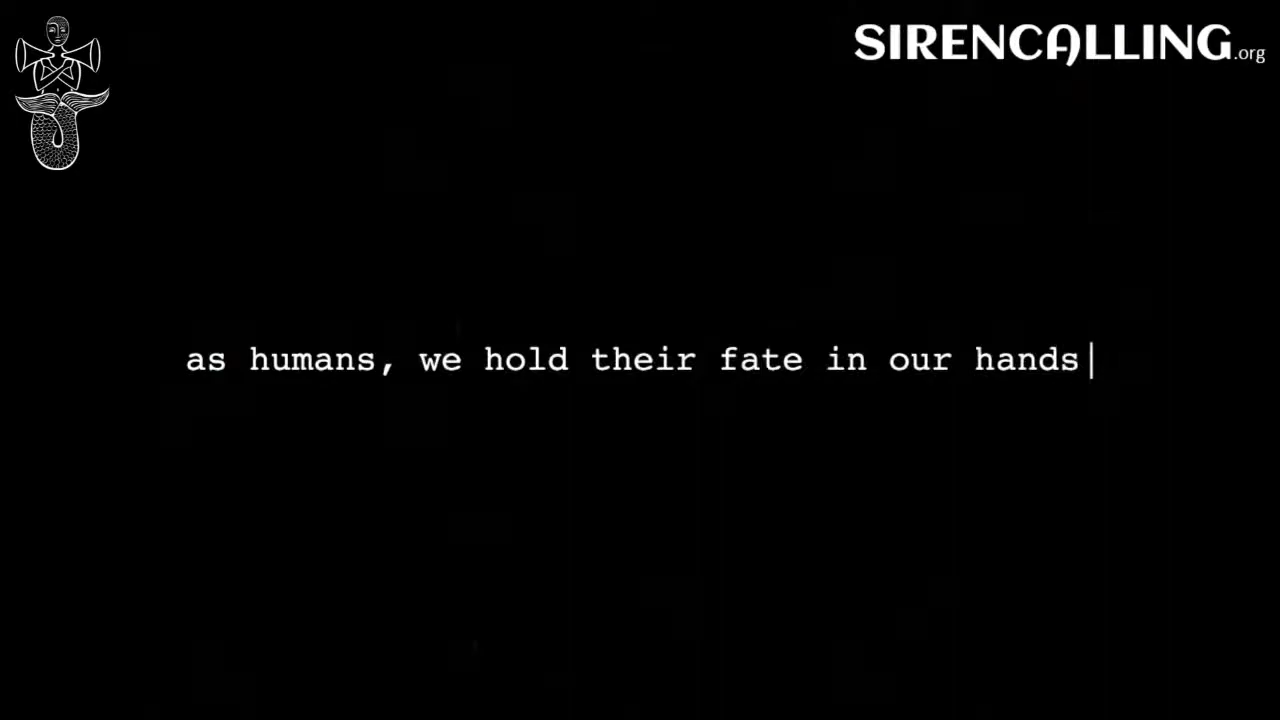 SIRENCALLING.org
as humans, we hold their fate in our hands